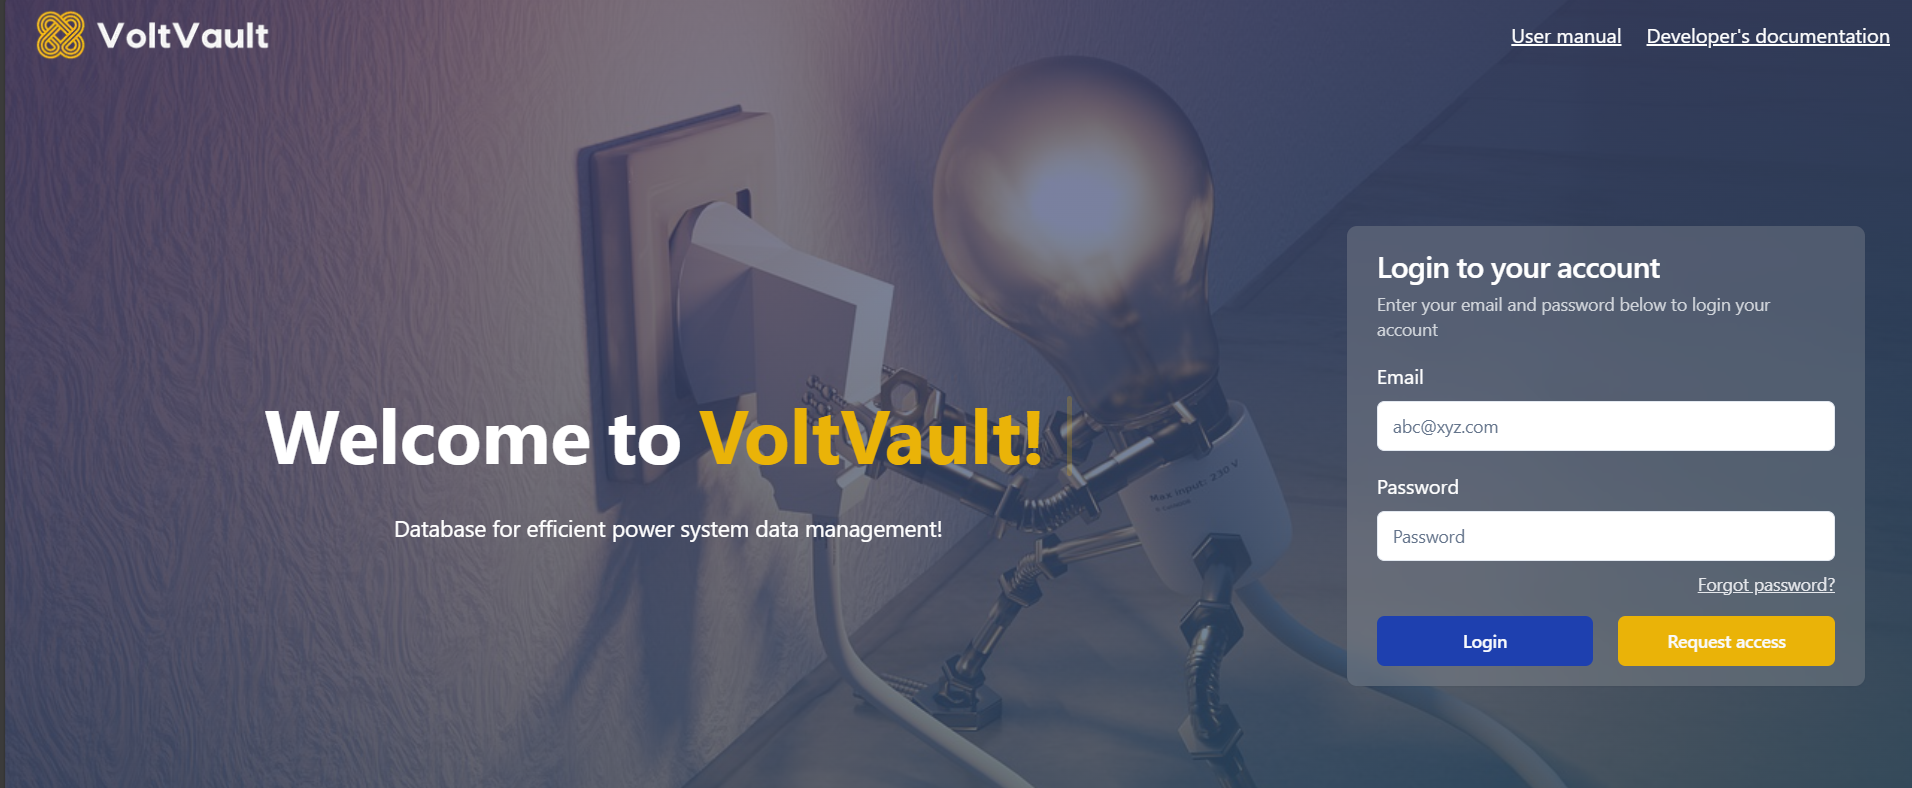 VoltVault
User manual
Developer's documentation
Login to your account
Enter your email and password below to login your
account
Email
abc@xyz.com
Welcome to VoltVault!
Max input: 230 V
Password
Database for efficient power system data management!
Password
Forgot password?
Login
Request access